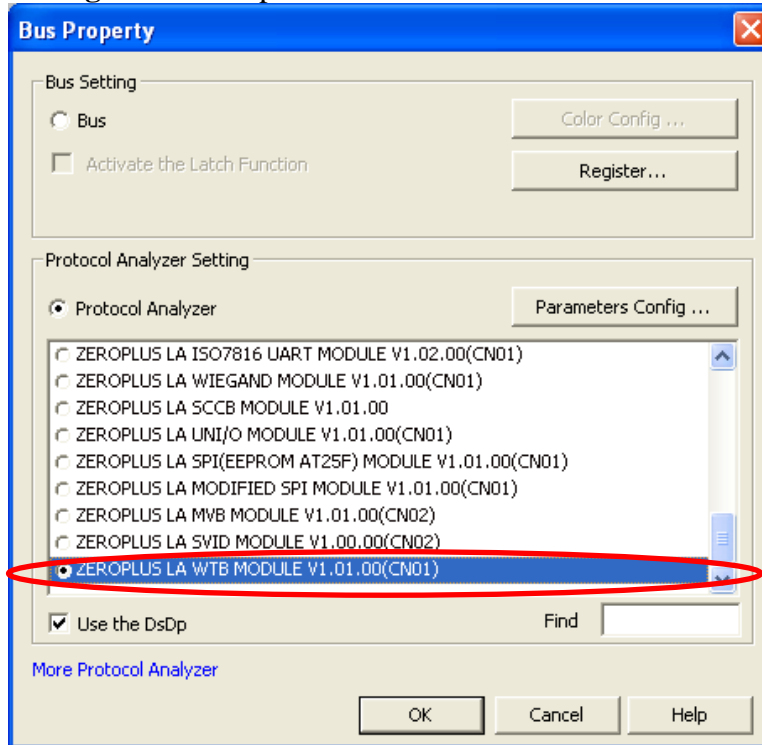 Bus Property
Bus Setting
Bus
Color Config ...
Activate the Latch Function
Register...
Protocol Analyzer Setting
Protocol Analyzer
Parameters Config ...
ZEROPLUS LA ISO7816 UART MODULE V1.02.00(CN01)
ZEROPLUS LA WIEGAND MODULE V1.01.00(CN01)
ZEROPLUS LA SCCB MODULE V1.01.00
ZEROPLUS LA UNI/O MODULE V1.01.00(CN01)
ZEROPLUS LA SPI(EEPROM AT25F) MODULE V1.01.00(CN01)
ZEROPLUS LA MODIFIED SPI MODULE V1.01.00(CN01)
ZEROPLUS LA MVB MODULE V1.01.00(CN02)
ZEROPLUS LA SVID MODULE V1.00.00(CN02)
ZEROPLUS LA WTB MODULE V1.01.00(CN01)
Use the DsDp
Find
More Protocol Analyzer
OK
Cancel
Help